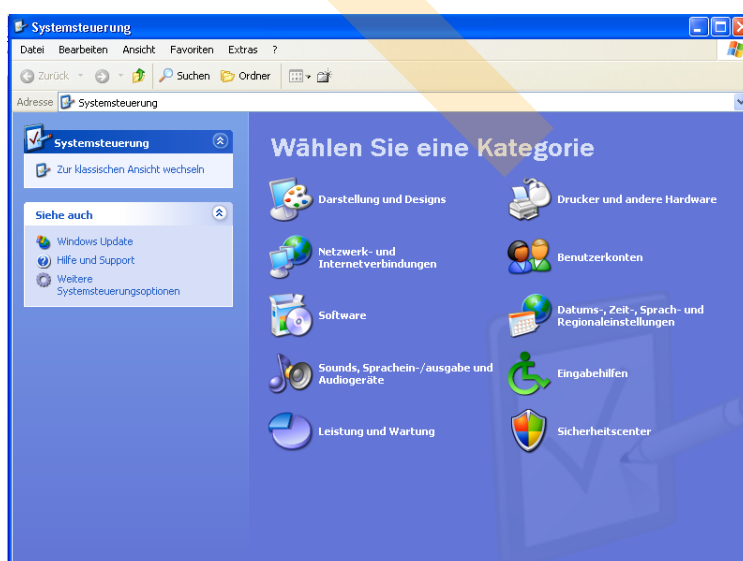 Systemsteuerung
Datei Bearbeiten Ansicht Favoriten Extras ?
Zurück Suchen Ordner
Adresse Systemsteuerung
Systemsteuerung
Zur klassischen Ansicht wechseln
Siehe auch
Windows Update
Hilfe und Support
Weitere
Systemsteuerungsoptionen
Wählen Sie eine Kategorie
Darstellung und Designs
Drucker und andere Hardware
Netzwerk- und
Internetverbindungen
Benutzerkonten
Software
Datums-, Zeit-, Sprach- und
Regionaleinstellungen
Sounds, Sprachein-/ausgabe und
Audiogeräte
Eingabehilfen
Leistung und Wartung
Sicherheitscenter